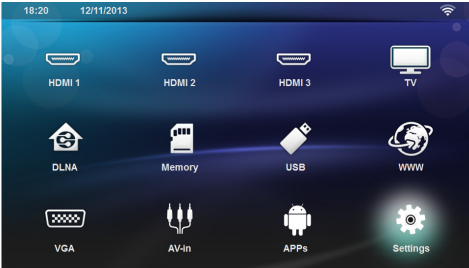 18:20 12/11/2013
HDMI 1 HDMI 2 HDMI 3 TV
DLNA Memory USB WWW
VGA AV-in APPs Settings